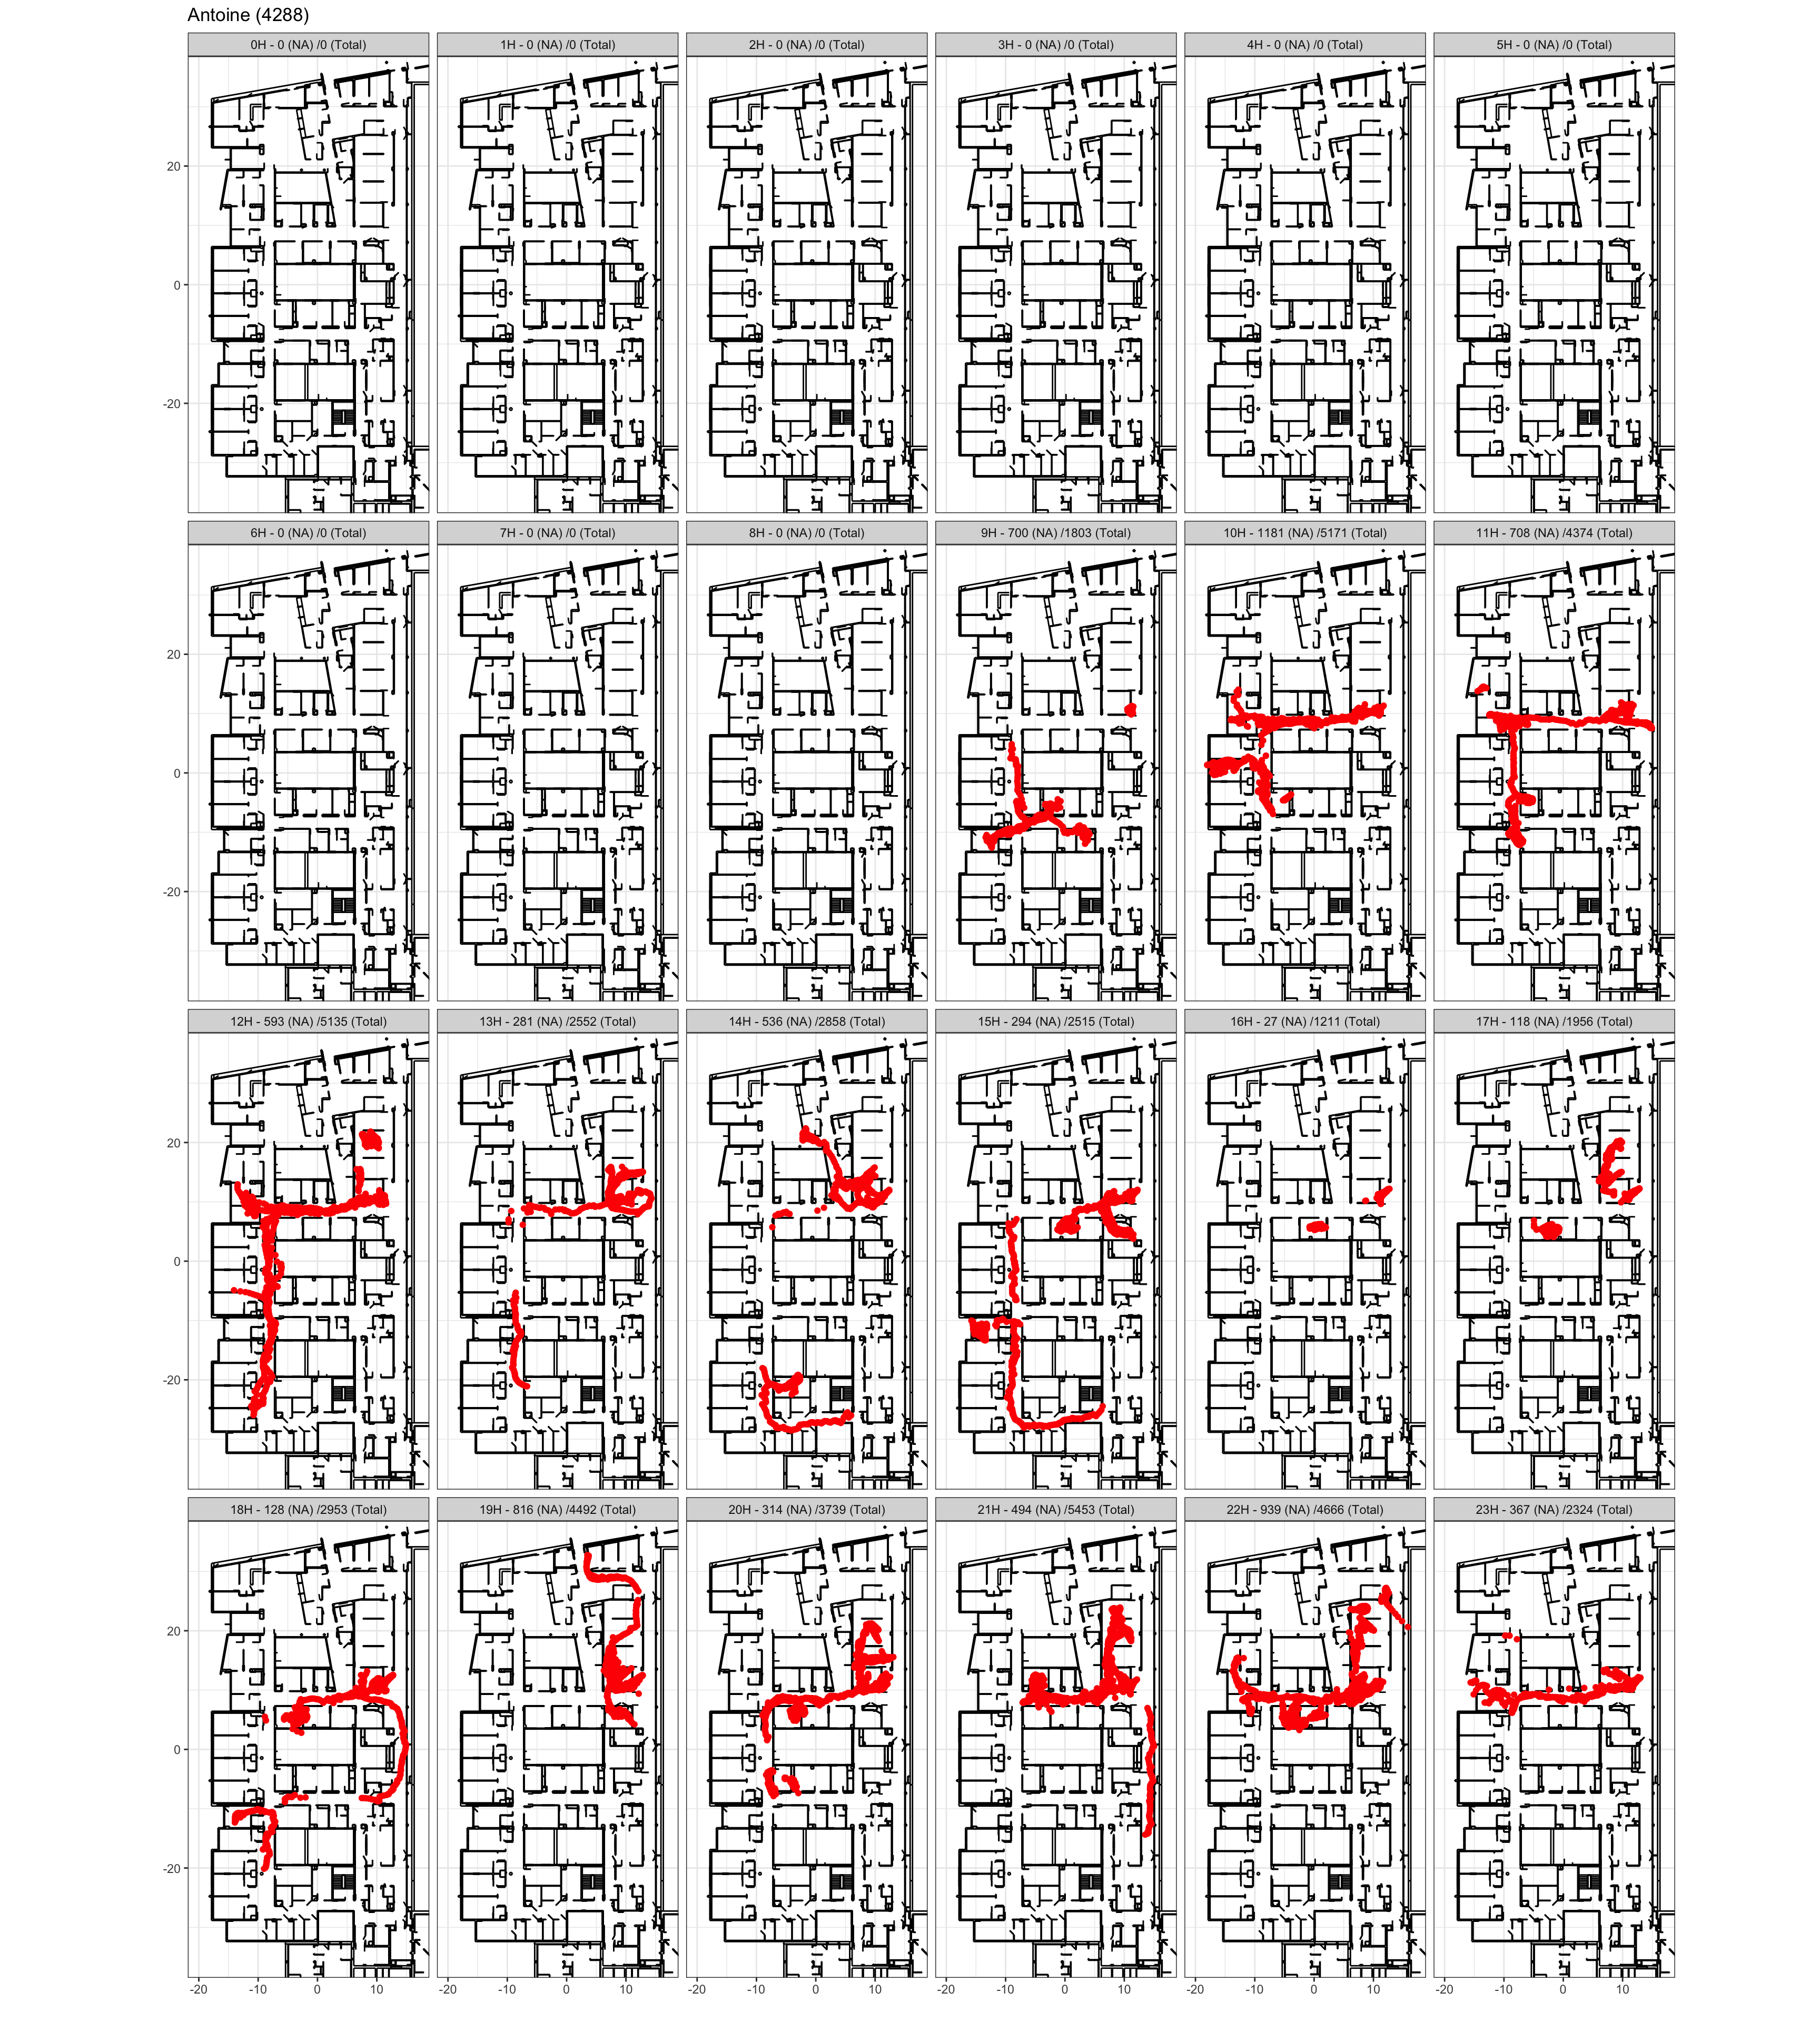 Antoine (4288)
0H - 0 (NA) /0 (Total) 1H - 0 (NA) /0 (Total) 2H - 0 (NA) /0 (Total) 3H - 0 (NA) /0 (Total) 4H - 0 (NA) /0 (Total) 5H - 0 (NA) /0 (Total)
20
0
-20
6H - 0 (NA) /0 (Total) 7H - 0 (NA) /0 (Total) 8H - 0 (NA) /0 (Total) 9H - 700 (NA) /1803 (Total) 10H - 1181 (NA) /5171 (Total) 11H - 708 (NA) /4374 (Total)
20
0
-20
12H - 593 (NA) /5135 (Total) 13H - 281 (NA) /2552 (Total) 14H - 536 (NA) /2858 (Total) 15H - 294 (NA) /2515 (Total) 16H - 27 (NA) /1211 (Total) 17H - 118 (NA) /1956 (Total)
20
0
-20
18H - 128 (NA) /2953 (Total) 19H - 816 (NA) /4492 (Total) 20H - 314 (NA) /3739 (Total) 21H - 494 (NA) /5453 (Total) 22H - 939 (NA) /4666 (Total) 23H - 367 (NA) /2324 (Total)
20
0
-20
-20 -10 0 10 -20 -10 0 10 -20 -10 0 10 -20 -10 0 10 -20 -10 0 10 -20 -10 0 10